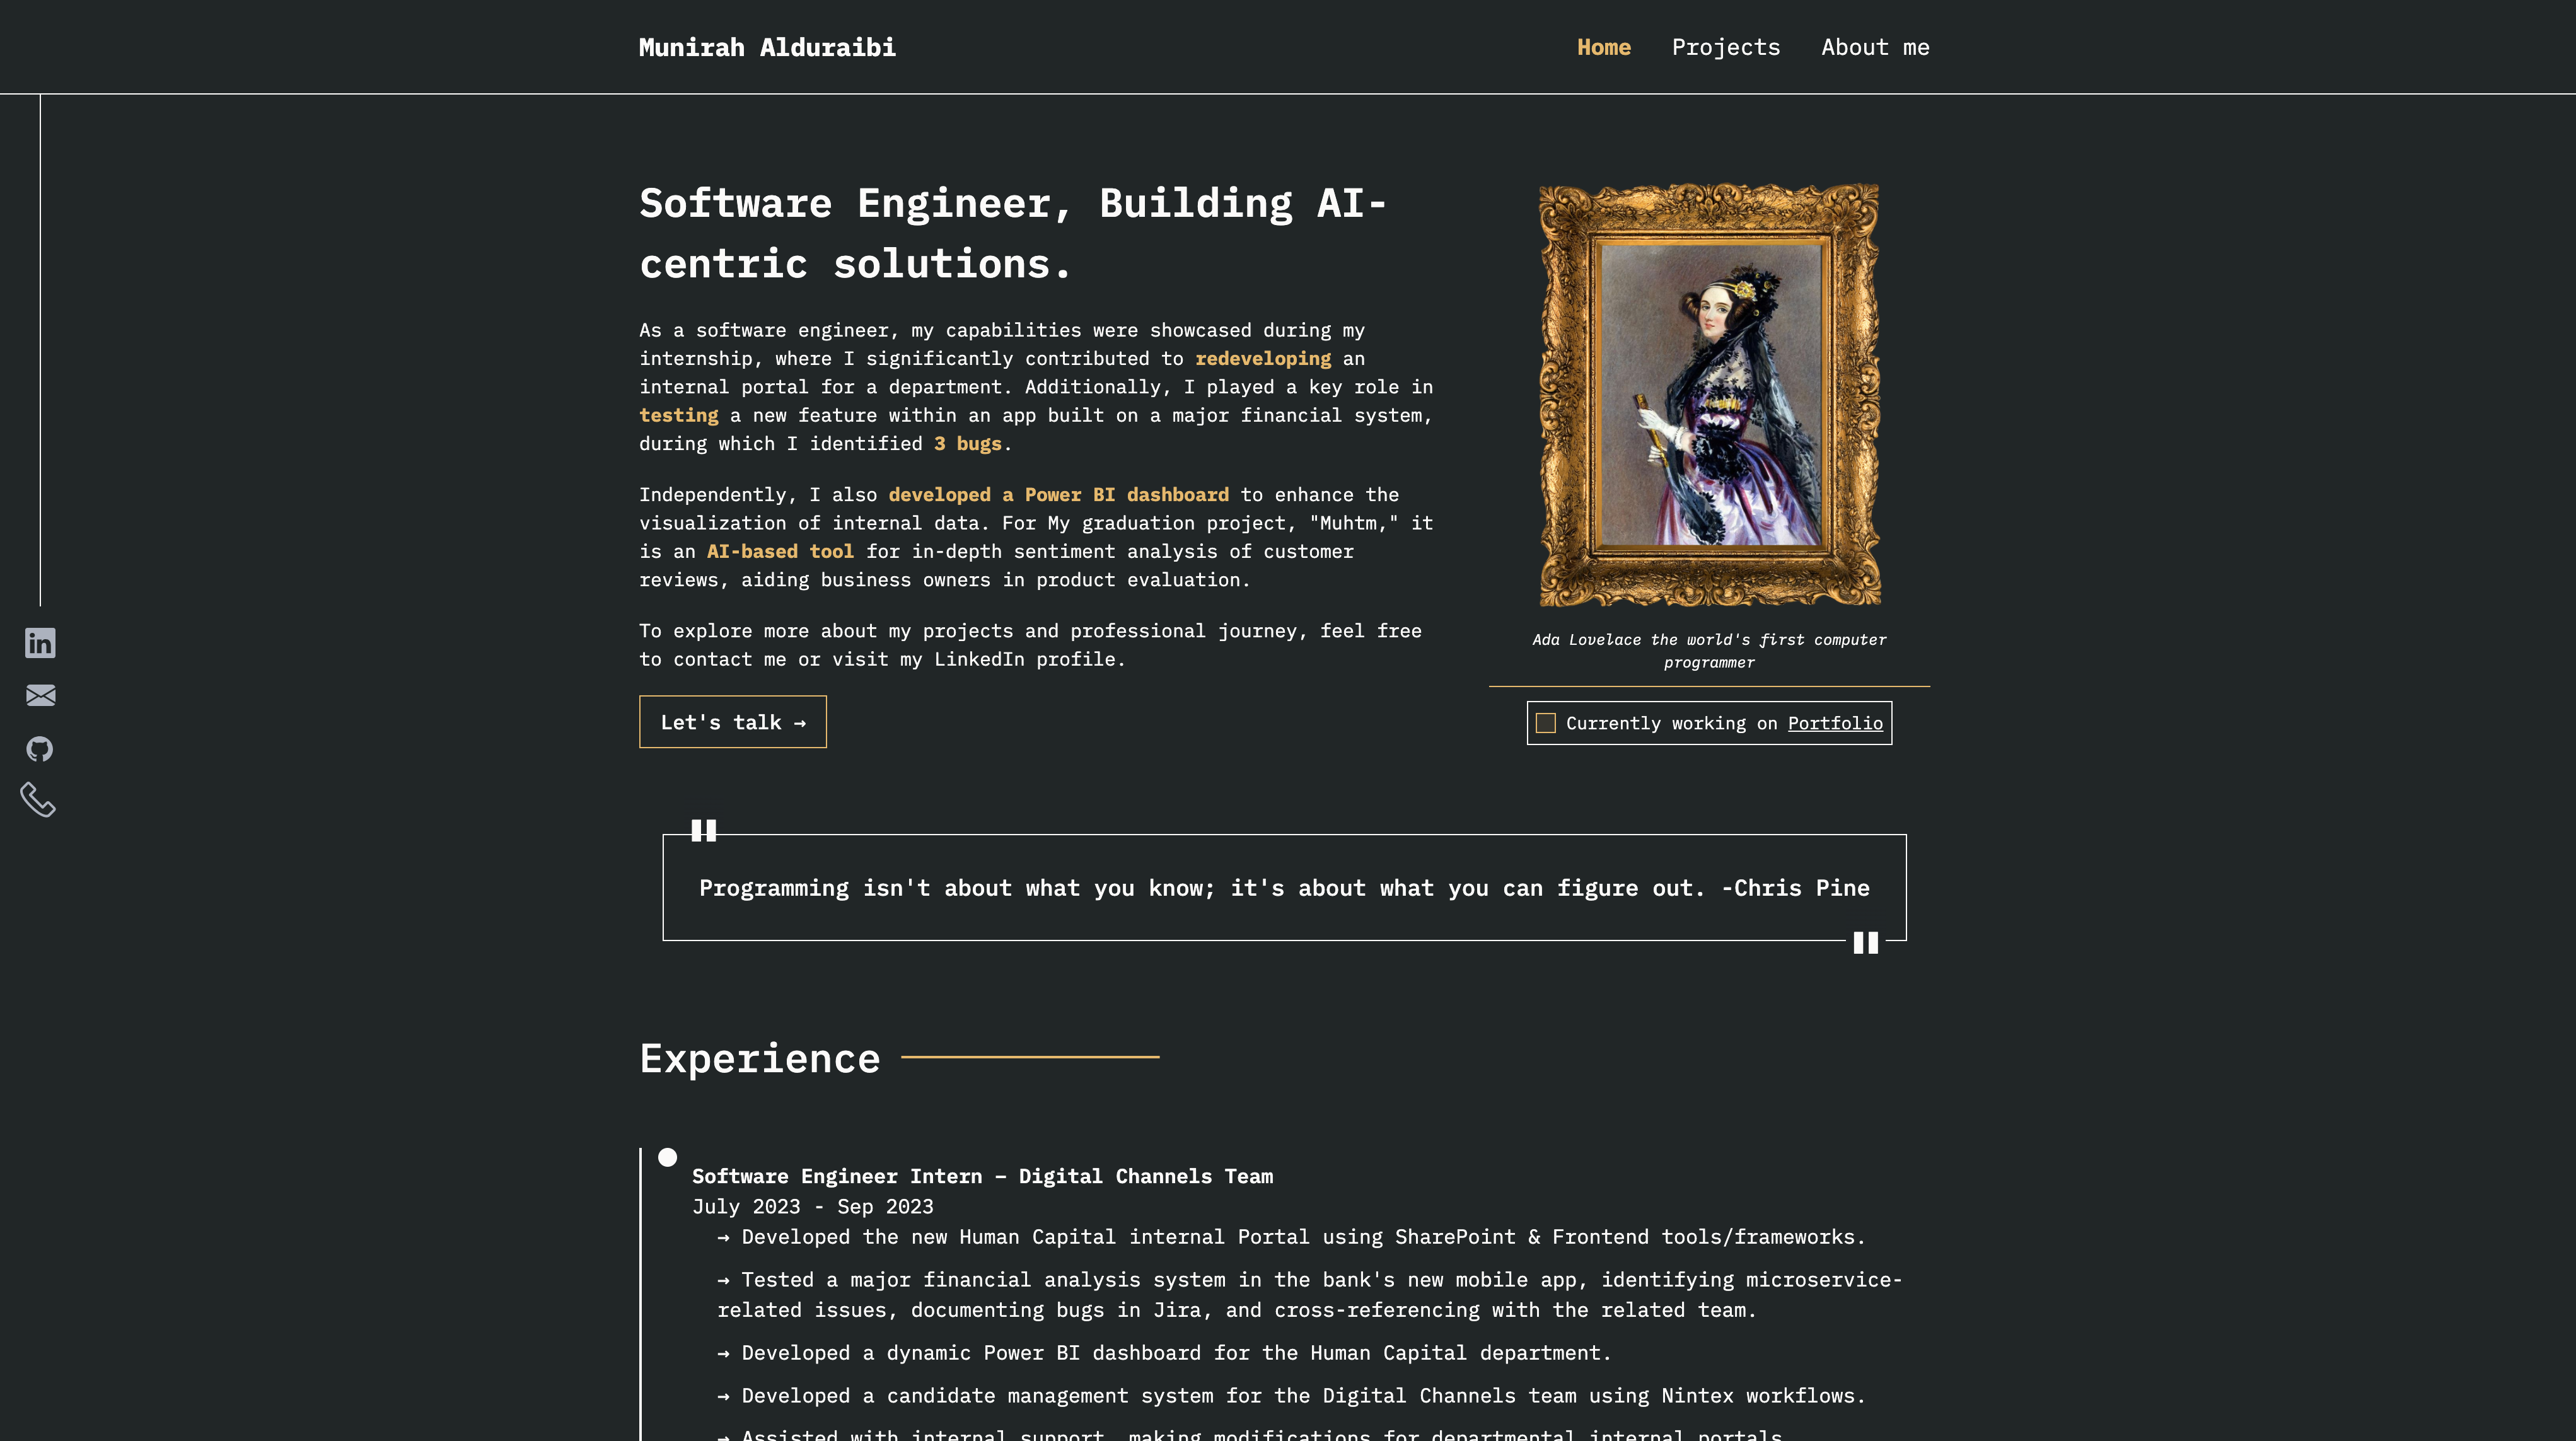 Munirah Alduraibi
Home Projects About me
Software Engineer, Building AI-
centric solutions.
As a software engineer, my capabilities were showcased during my
internship, where I significantly contributed to redeveloping an
internal portal for a department. Additionally, I played a key role in
testing a new feature within an app built on a major financial system,
during which I identified 3 bugs.
Independently, I also developed a Power BI dashboard to enhance the
visualization of internal data. For My graduation project, "Muhtm," it
is an AI-based tool for in-depth sentiment analysis of customer
reviews, aiding business owners in product evaluation.
To explore more about my projects and professional journey, feel free
to contact me or visit my LinkedIn profile.
Let's talk →
Ada Lovelace the world's first computer
programmer
Currently working on Portfolio
in
"
Programming isn't about what you know; it's about what you can figure out. -Chris Pine
"
Experience
Software Engineer Intern – Digital Channels Team
July 2023 - Sep 2023
→ Developed the new Human Capital internal Portal using SharePoint & Frontend tools/frameworks.
→ Tested a major financial analysis system in the bank's new mobile app, identifying microservice-
related issues, documenting bugs in Jira, and cross-referencing with the related team.
→ Developed a dynamic Power BI dashboard for the Human Capital department.
→ Developed a candidate management system for the Digital Channels team using Nintex workflows.
→ Assisted with internal support, making modifications for departmental internal portals.